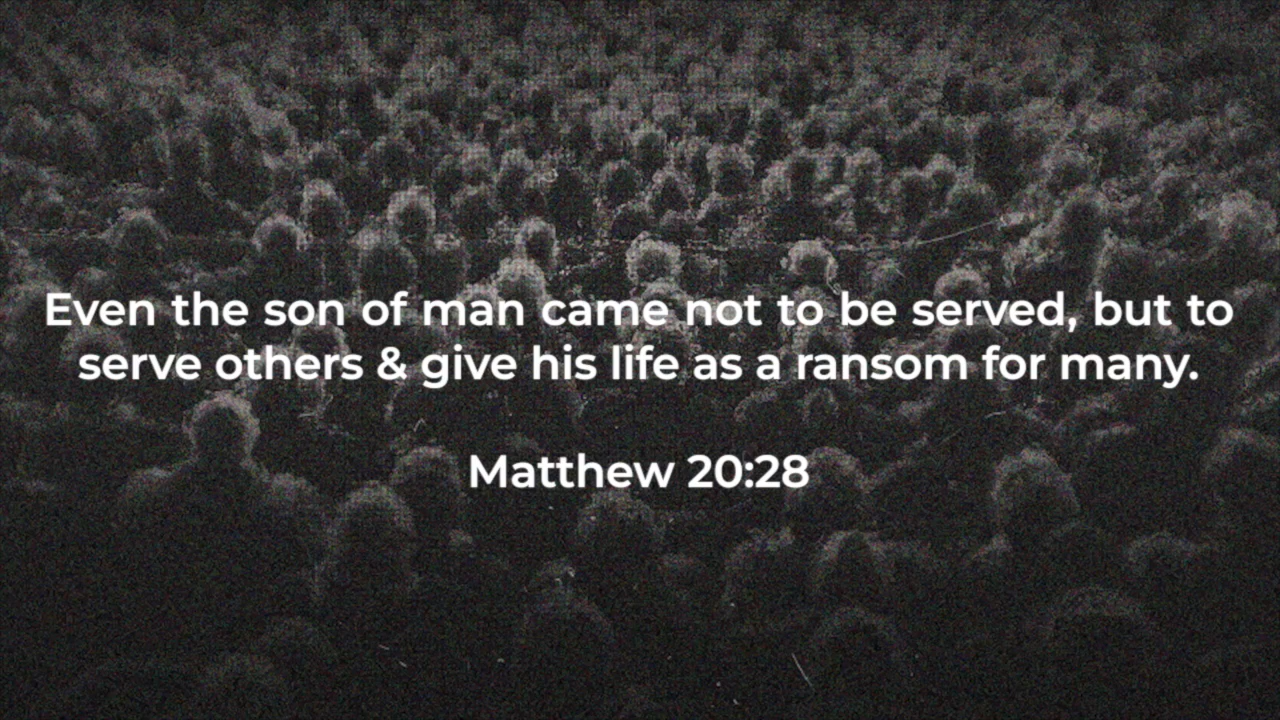 Even the son of man came not to be served, but to
serve others & give his life as a ransom for many.
Matthew 20:28